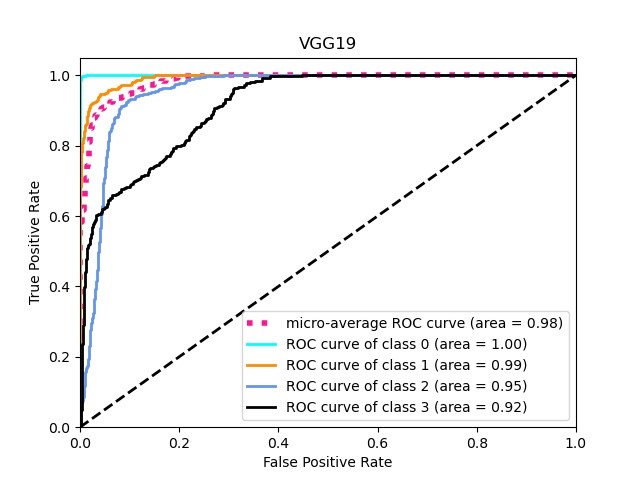 VGG19
True Positive Rate
1.0
0.8
0.6
0.4
0.2
0.0
micro-average ROC curve (area = 0.98)
ROC curve of class 0 (area = 1.00)
ROC curve of class 1 (area = 0.99)
ROC curve of class 2 (area = 0.95)
ROC curve of class 3 (area = 0.92)
0.0 0.2 0.4 0.6 0.8 1.0
False Positive Rate